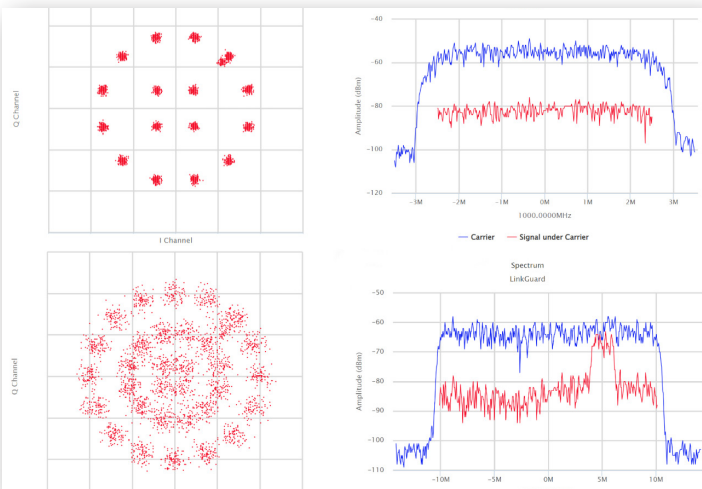 Q Channel
I Channel
-40
-60
-80
-100
-120
Amplitude (dBm)
-3M -2M -1M 0M 1M 2M 3M
1000.0000MHz
Carrier Signal under Carrier
Q Channel
Spectrum
LinkGuard
-50
-60
-70
-80
-90
-100
-110
Amplitude (dBm)
-10M -5M 0M 5M 10M